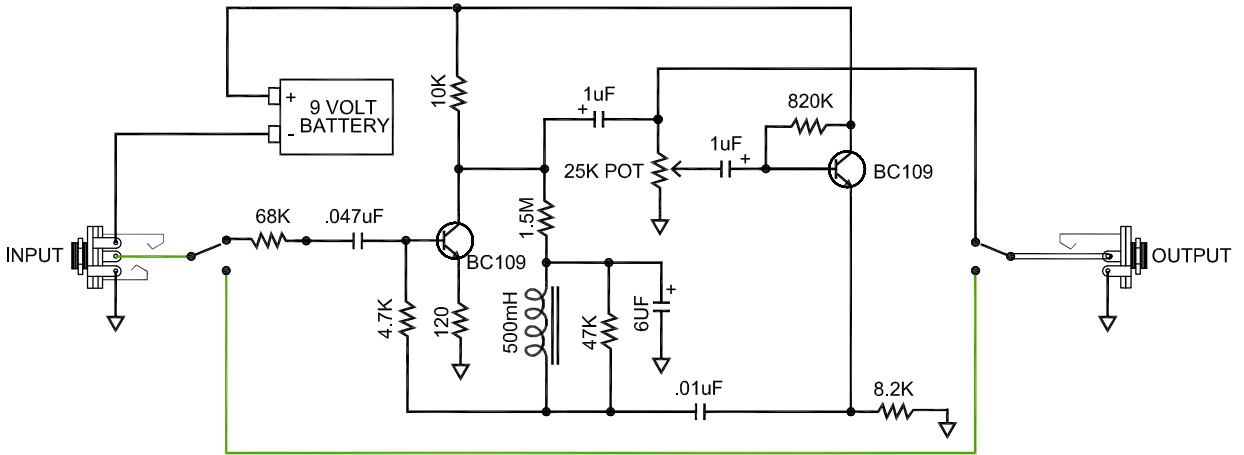 +
9 VOLT
BATTERY
-
10K
1uF
+
820K
1uF
+
25K POT
BC109
1.5M
68K
.047uF
INPUT
BC109
OUTPUT
4.7K
120
500mH
47K
6UF
+
.01uF
8.2K